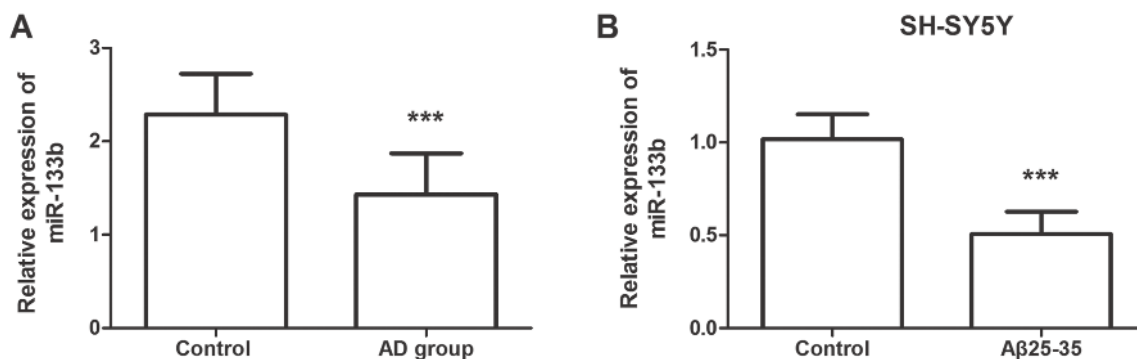 A
Relative expression of
miR-133b
3
2
1
0
***
Control
AD group
B
SH-SY5Y
Relative expression of
miR-133b
1.5
1.0
0.5
0.0
***
Control
Aβ25-35